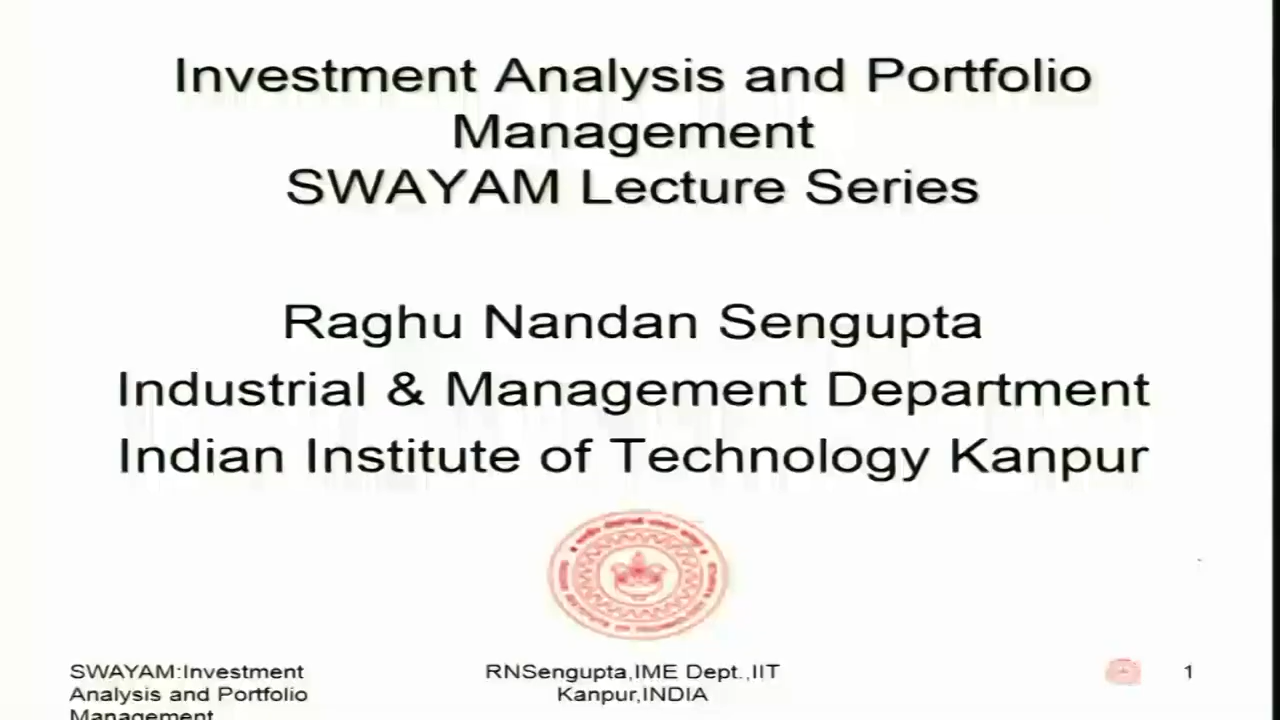 Investment Analysis and Portfolio
Management
SWAYAM Lecture Series
Raghu Nandan Sengupta
Industrial & Management Department
Indian Institute of Technology Kanpur
SWAYAM:Investment
Analysis and Portfolio
Management
RNSengupta,IME Dept.,IIT
Kanpur,INDIA
1